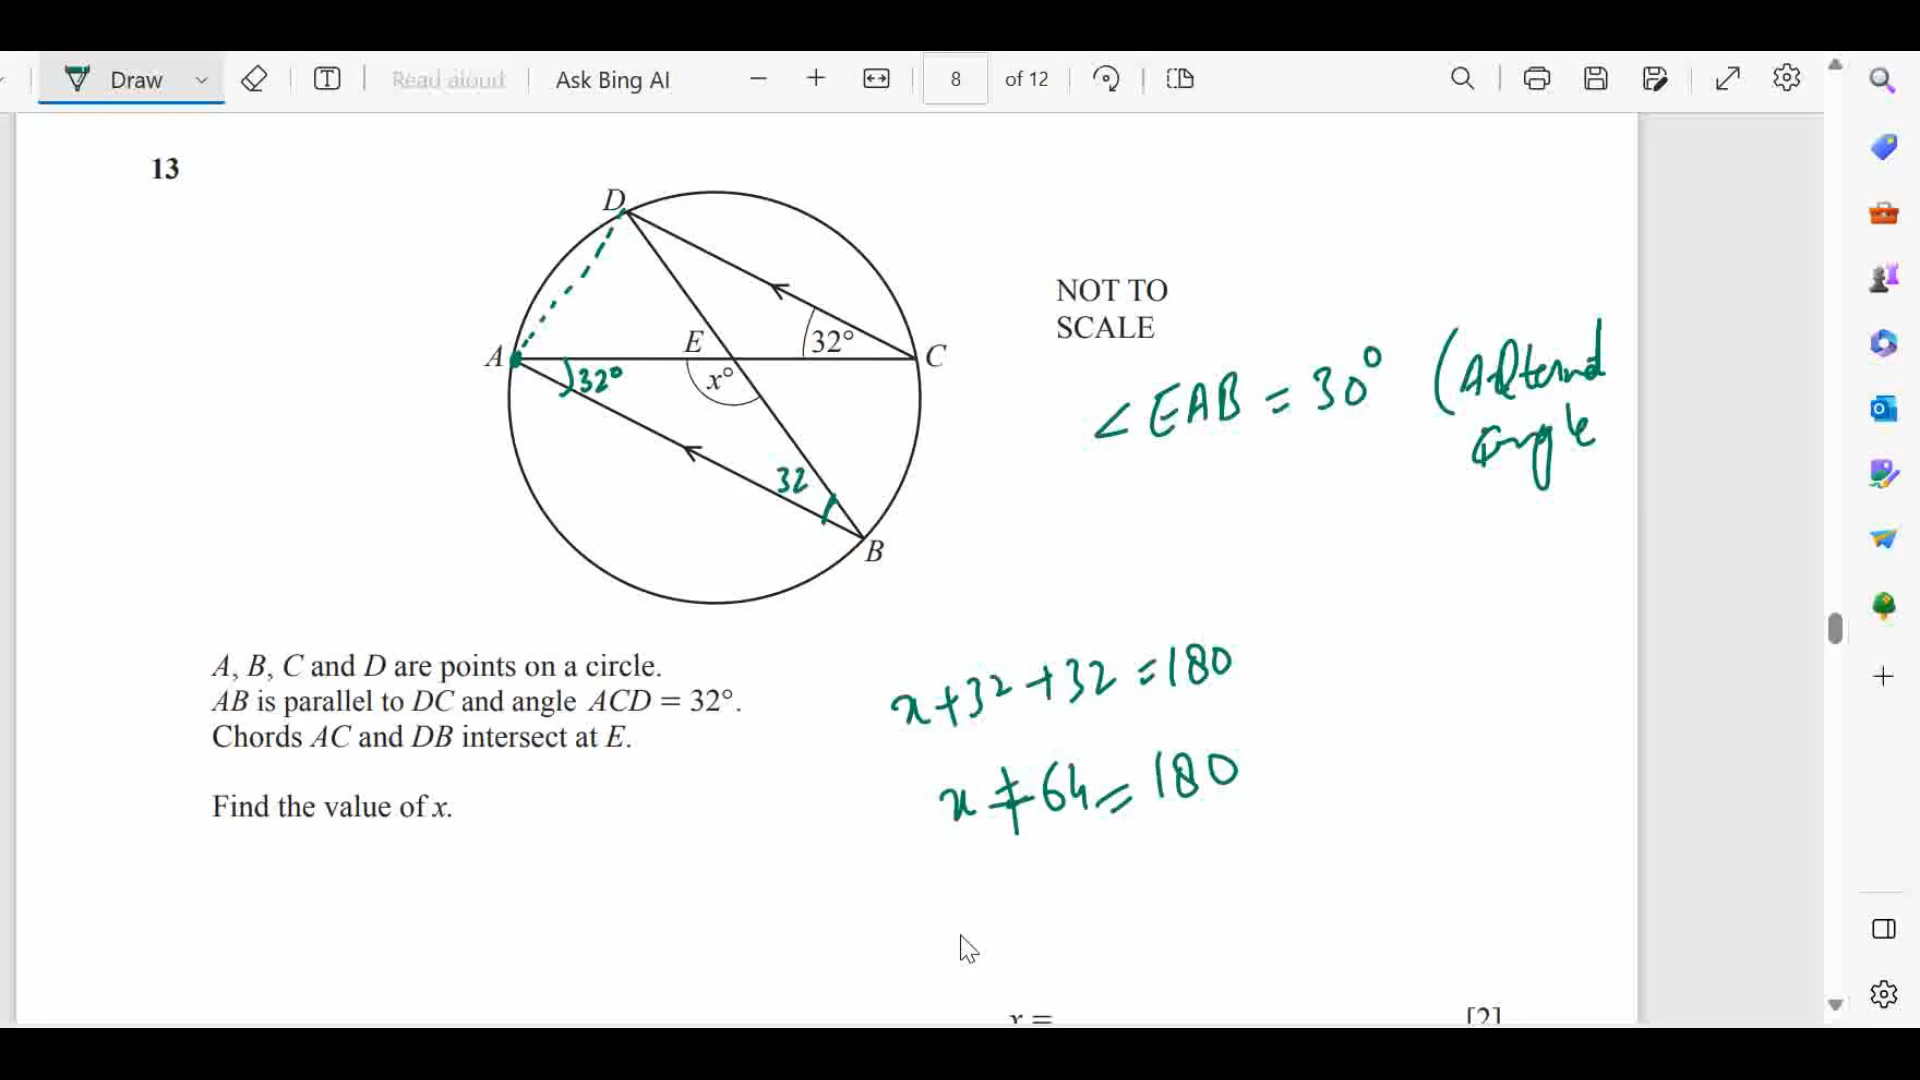 Draw
Read aloud
Ask Bing AI
8 of 12
13
D
A
E
C
32°
x°
B
32°
32
NOT TO
SCALE
∠EAB = 30° (Alternd
angle
A, B, C and D are points on a circle.
AB is parallel to DC and angle ACD = 32°.
Chords AC and DB intersect at E.
Find the value of x.
x+32+32=180
x+64=180
x =
[2]